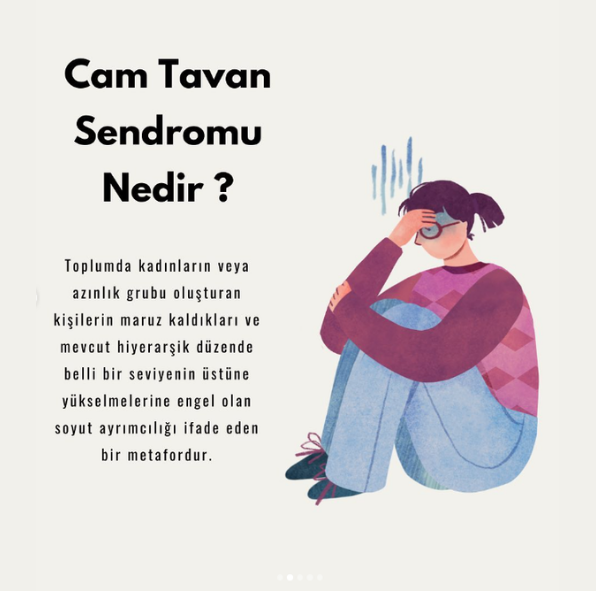 Cam Tavan
Sendromu
Nedir ?
Toplumda kadınların veya
azınlık grubu oluşturan
kişilerin maruz kaldıkları ve
mevcut hiyerarşik düzende
belli bir seviyenin üstüne
yükselmelerine engel olan
soyut ayrımcılığı ifade eden
bir metafordur.